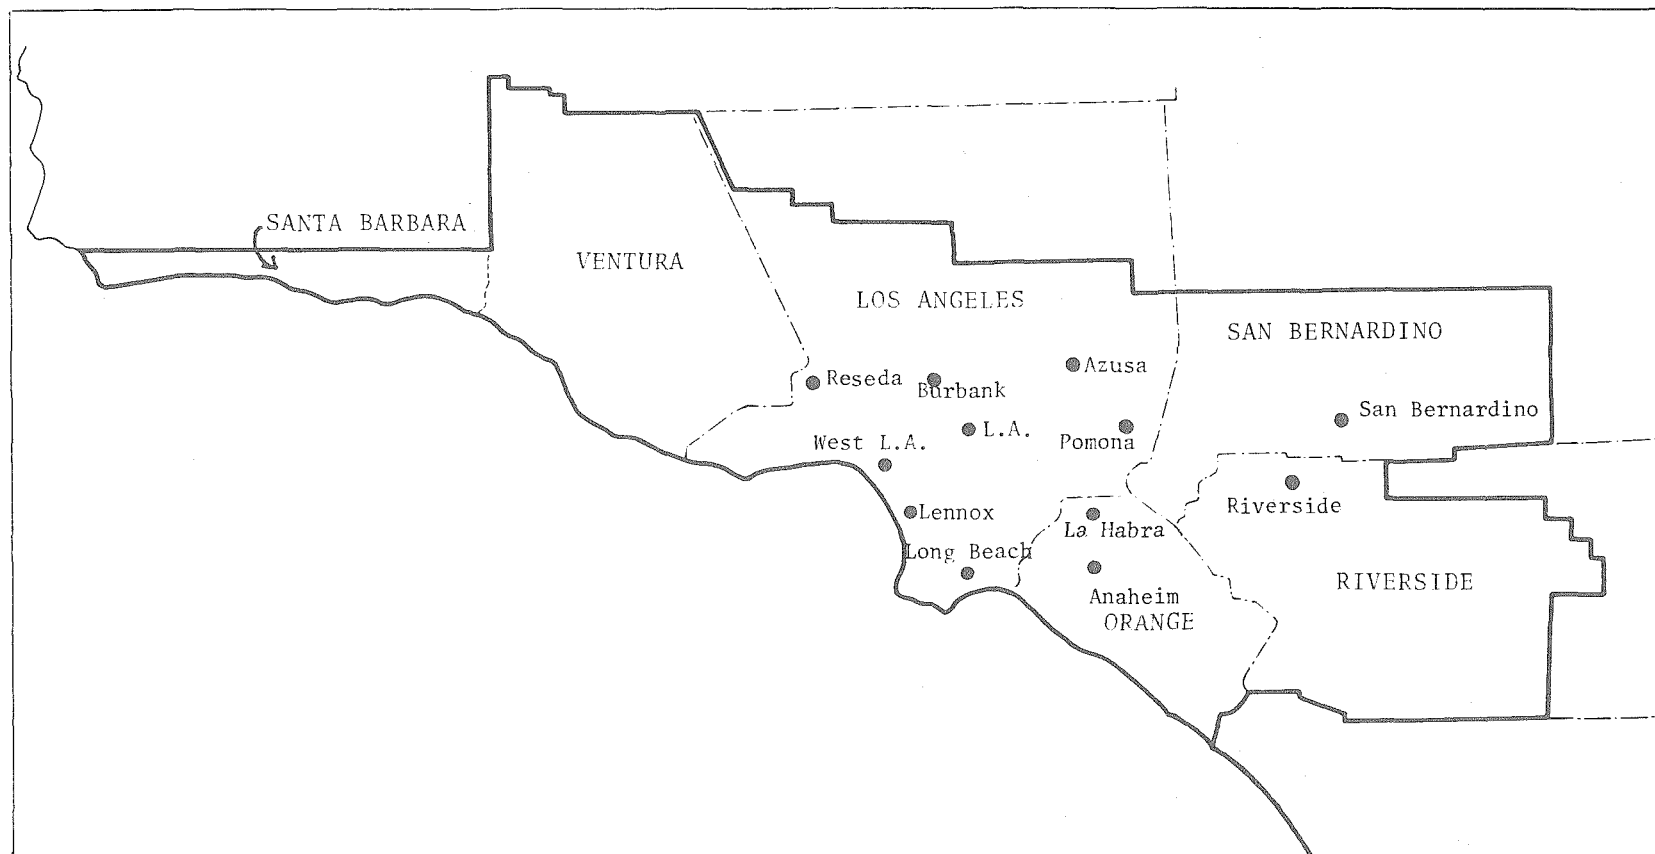 SANTA BARBARA
VENTURA
LOS ANGELES
SAN BERNARDINO
Reseda
Burbank
Azusa
San Bernardino
West L.A.
L.A.
Pomona
Lennox
La Habra
Riverside
Long Beach
Anaheim
ORANGE
RIVERSIDE